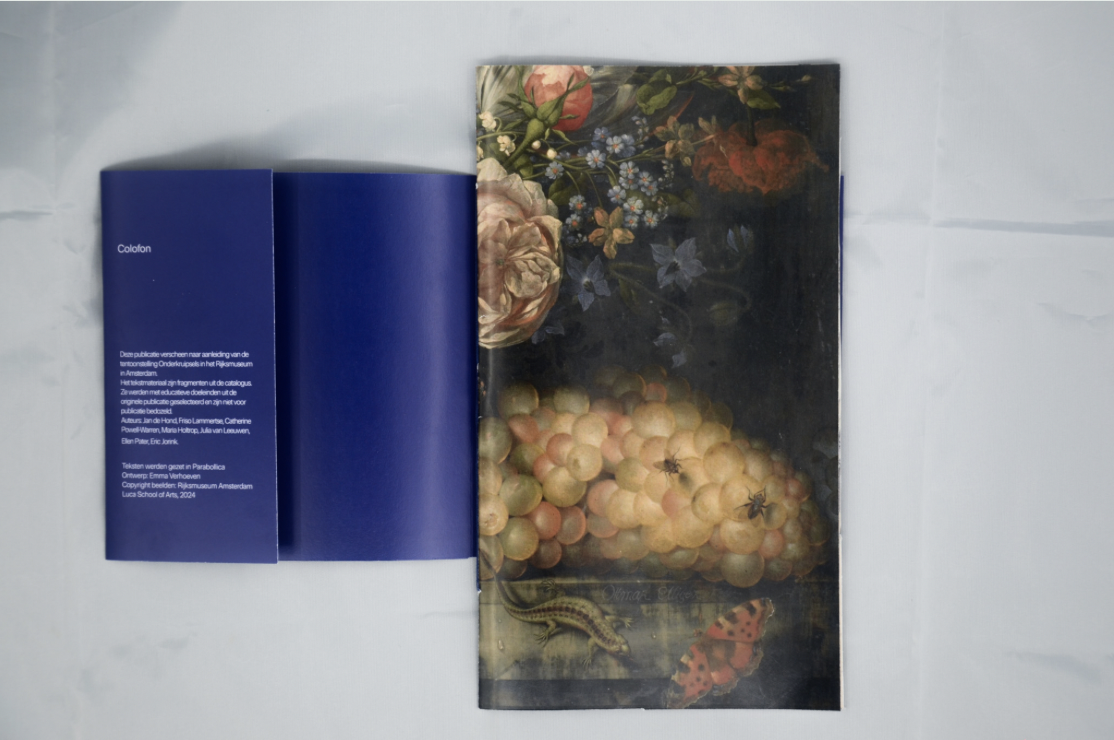 Colofon
Deze publicatie verscheen naar aanleiding van de
tentoonstelling Onderkruipsels in het Rijksmuseum
in Amsterdam.
Het tekstmateriaal zijn fragmenten uit de catalogus.
Ze werden met educatieve doeleinden uit de
originele publicatie geselecteerd en zijn niet voor
publicatie bedoeld.
Auteurs: Jan de Hond, Friso Lammertse, Catherine
Powell-Warren, Maria Holtrop, Julia van Leeuwen,
Ellen Pater, Eric Jorink.
Teksten werden gezet in Parabolica
Ontwerp: Emma Verhoeven
Copyright beelden: Rijksmuseum Amsterdam
Luca School of Arts, 2024